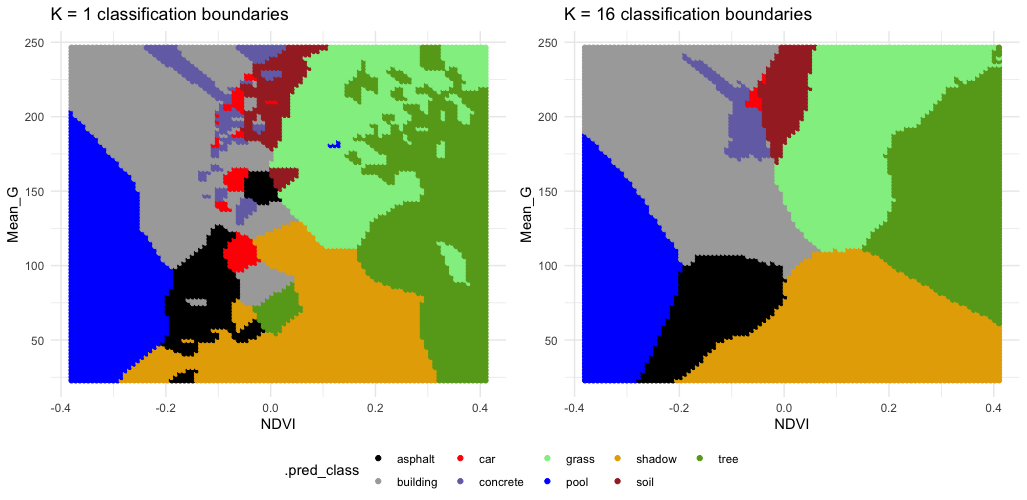 K = 1 classification boundaries
K = 16 classification boundaries
250
200
150
100
50
Mean_G
-0.4 -0.2 0.0 0.2 0.4
NDVI
250
200
150
100
50
Mean_G
-0.4 -0.2 0.0 0.2 0.4
NDVI
.pred_class
asphalt car grass shadow tree
building concrete pool soil